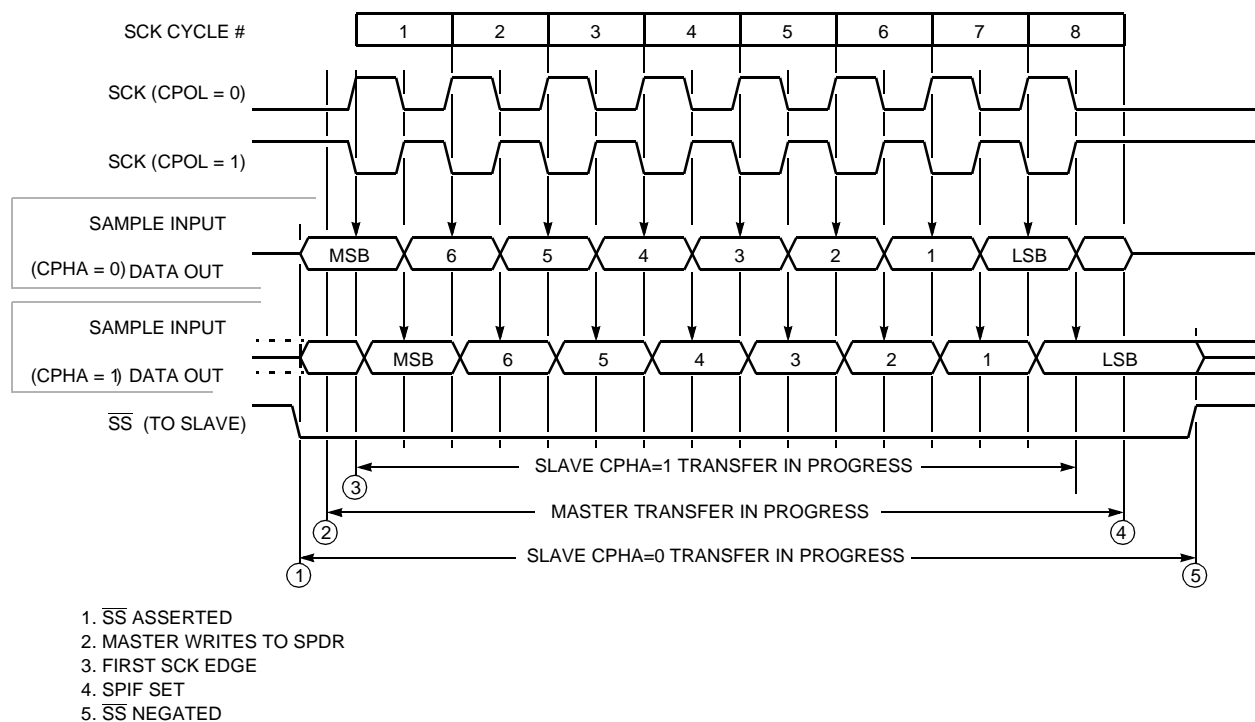 SCK CYCLE # 1 2 3 4 5 6 7 8
SCK (CPOL = 0)
SCK (CPOL = 1)
SAMPLE INPUT
MSB 6 5 4 3 2 1 LSB
(CPHA = 0) DATA OUT
SAMPLE INPUT
MSB 6 5 4 3 2 1 LSB
(CPHA = 1) DATA OUT
S̅S̅ (TO SLAVE)
SLAVE CPHA=1 TRANSFER IN PROGRESS
3
MASTER TRANSFER IN PROGRESS
2 4
SLAVE CPHA=0 TRANSFER IN PROGRESS
1 5
1. S̅S̅ ASSERTED
2. MASTER WRITES TO SPDR
3. FIRST SCK EDGE
4. SPIF SET
5. S̅S̅ NEGATED